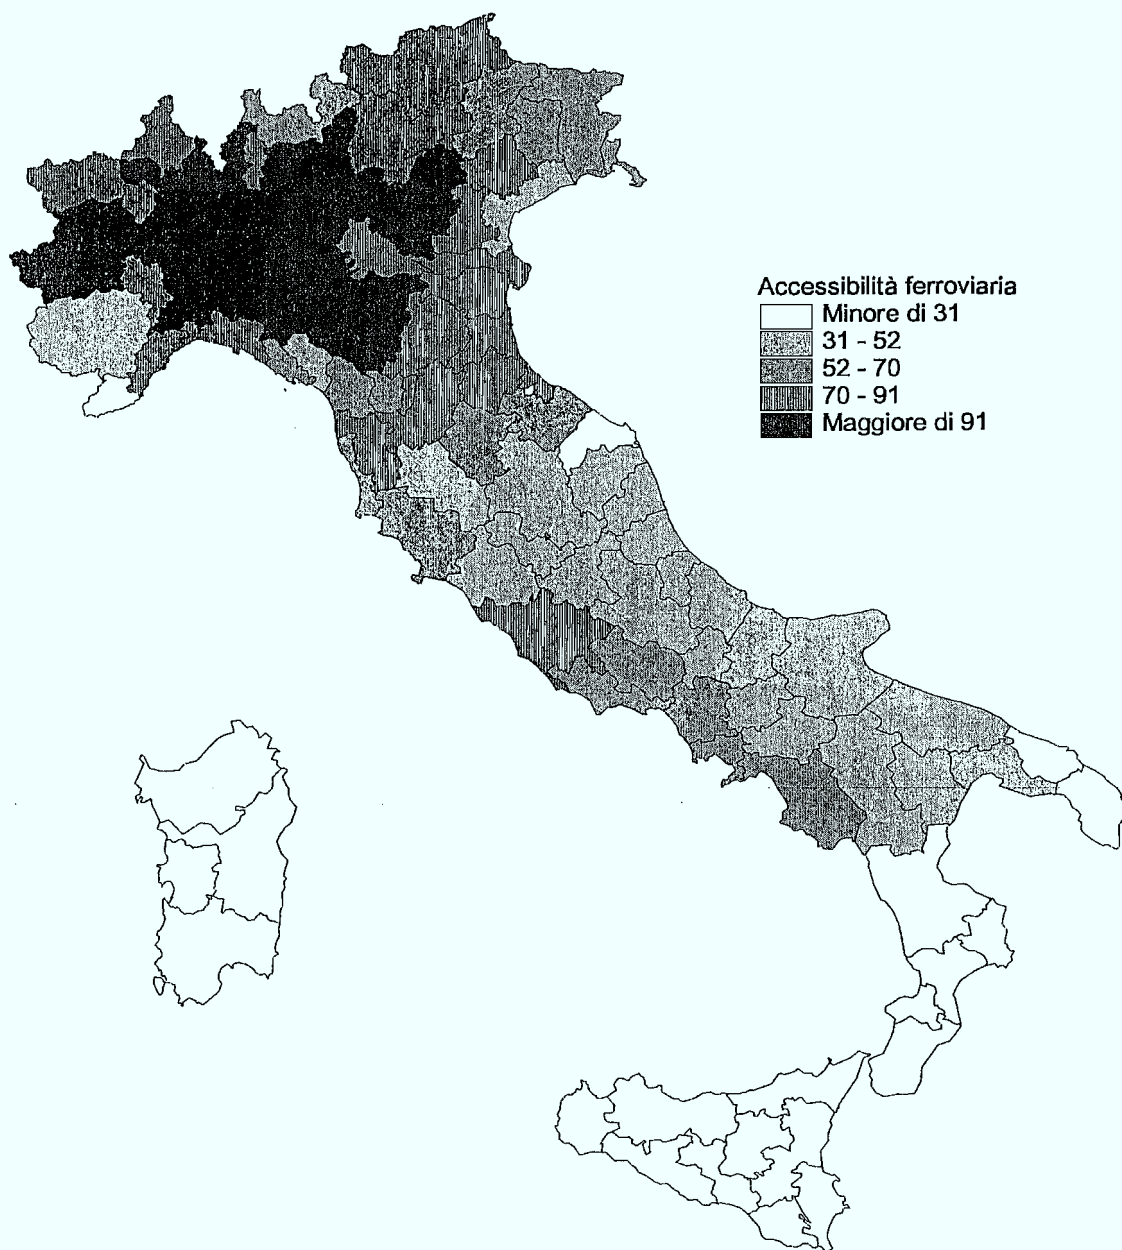 Accessibilità ferroviaria
Minore di 31
31 - 52
52 - 70
70 - 91
Maggiore di 91